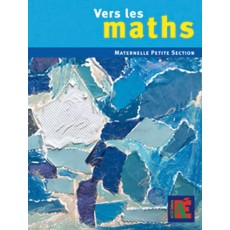 Vers les
maths
MATERNELLE PETITE SECTION